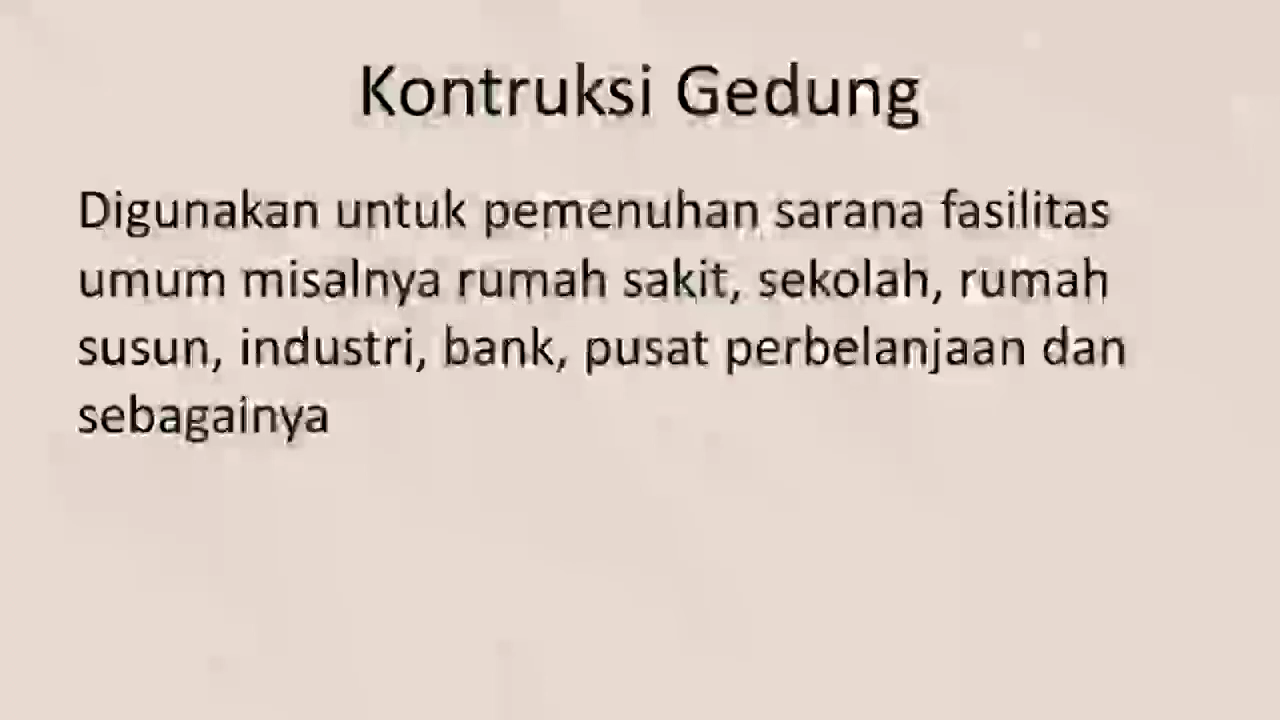 Kontruksi Gedung
Digunakan untuk pemenuhan sarana fasilitas
umum misalnya rumah sakit, sekolah, rumah
susun, industri, bank, pusat perbelanjaan dan
sebagainya